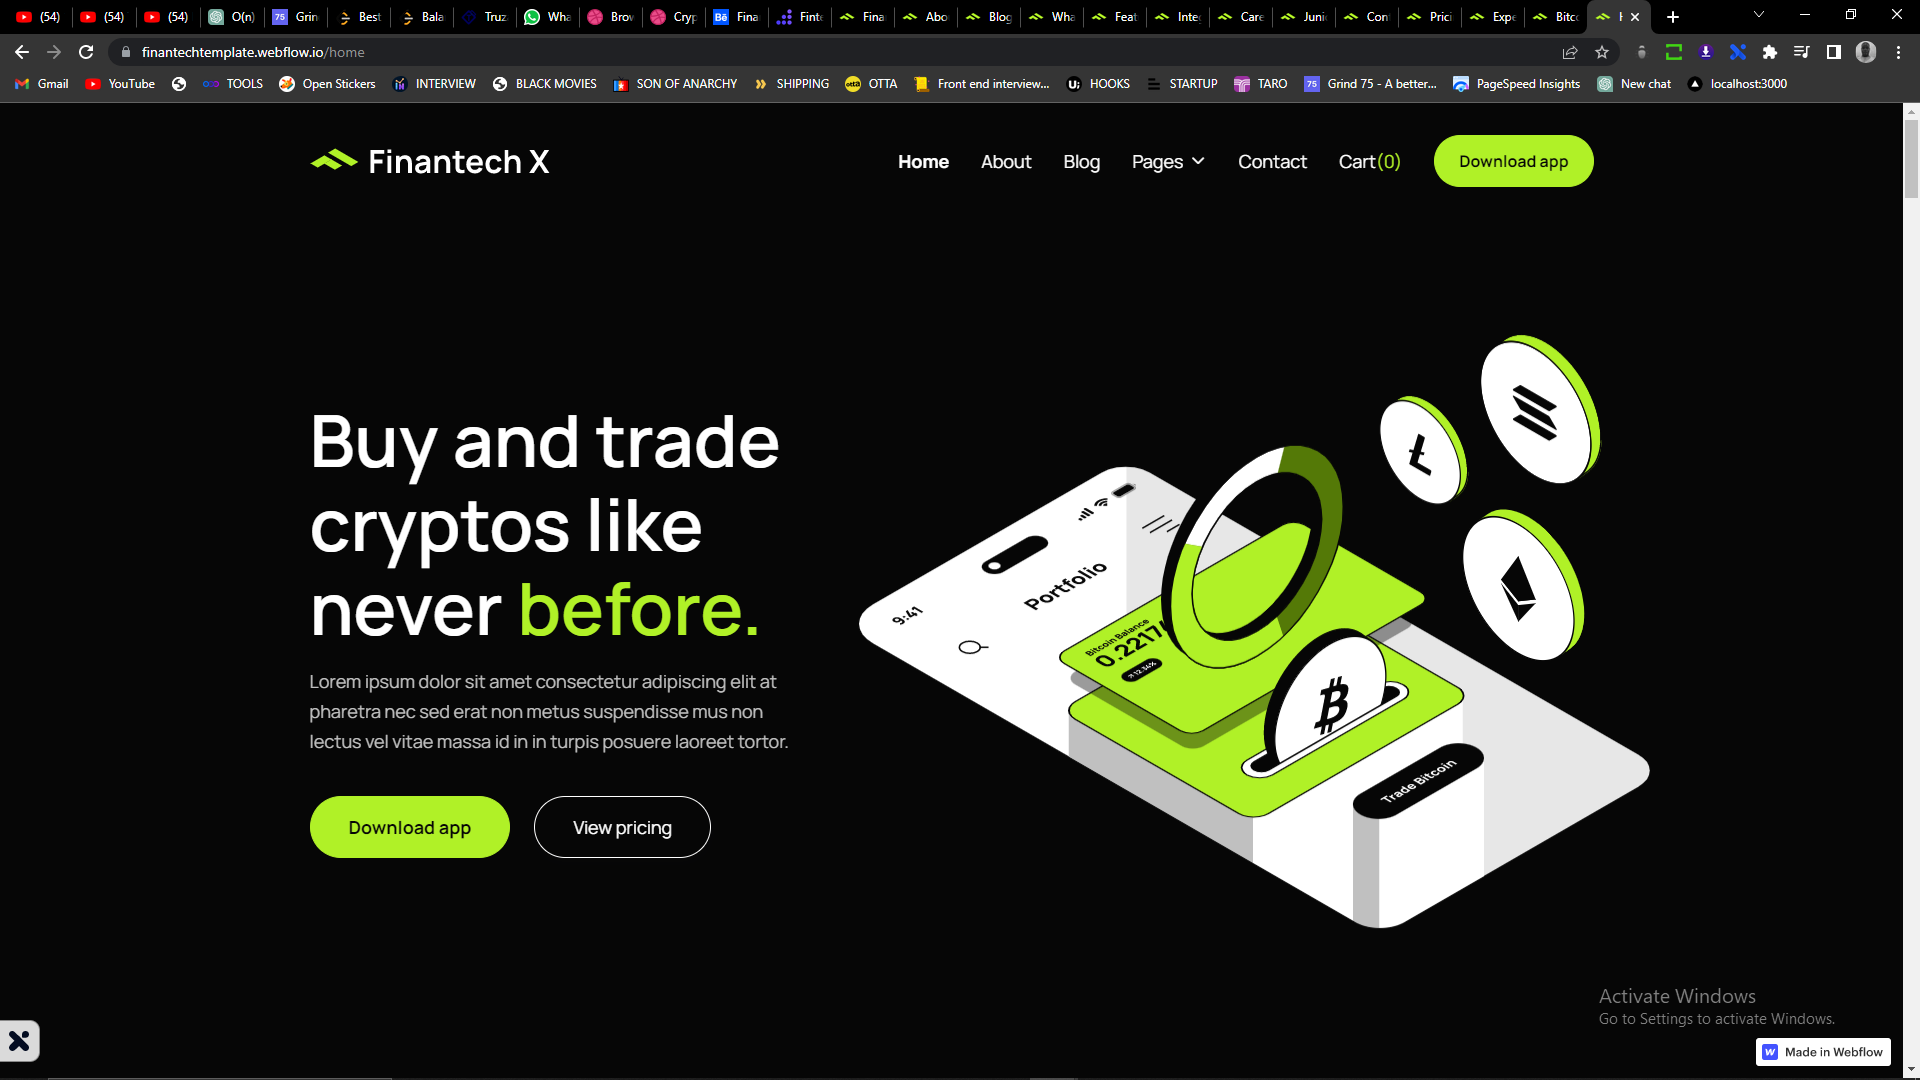 (54)
(54)
(54)
O(n)
Grin
Best
Bala
Truz
Wha
Brov
Cryp
Fina
Finte
Fina
Abo
Blog
Wha
Feat
Inte
Care
Juni
Con
Prici
Expe
Bitc
finantechtemplate.webflow.io/home
Gmail
YouTube
TOOLS
Open Stickers
INTERVIEW
BLACK MOVIES
SON OF ANARCHY
SHIPPING
OTTA
Front end interview...
HOOKS
STARTUP
TARO
75
Grind 75 - A better...
PageSpeed Insights
New chat
localhost:3000
Finantech X
Home
About
Blog
Pages
Contact
Cart(0)
Download app
Buy and trade
cryptos like
never before.
Lorem ipsum dolor sit amet consectetur adipiscing elit at
pharetra nec sed erat non metus suspendisse mus non
lectus vel vitae massa id in in turpis posuere laoreet tortor.
Download app
View pricing
9:41
Portfolio
Bitcoin Balance
0.2217
12.34%
Trade Bitcoin
Activate Windows
Go to Settings to activate Windows.
Made in Webflow